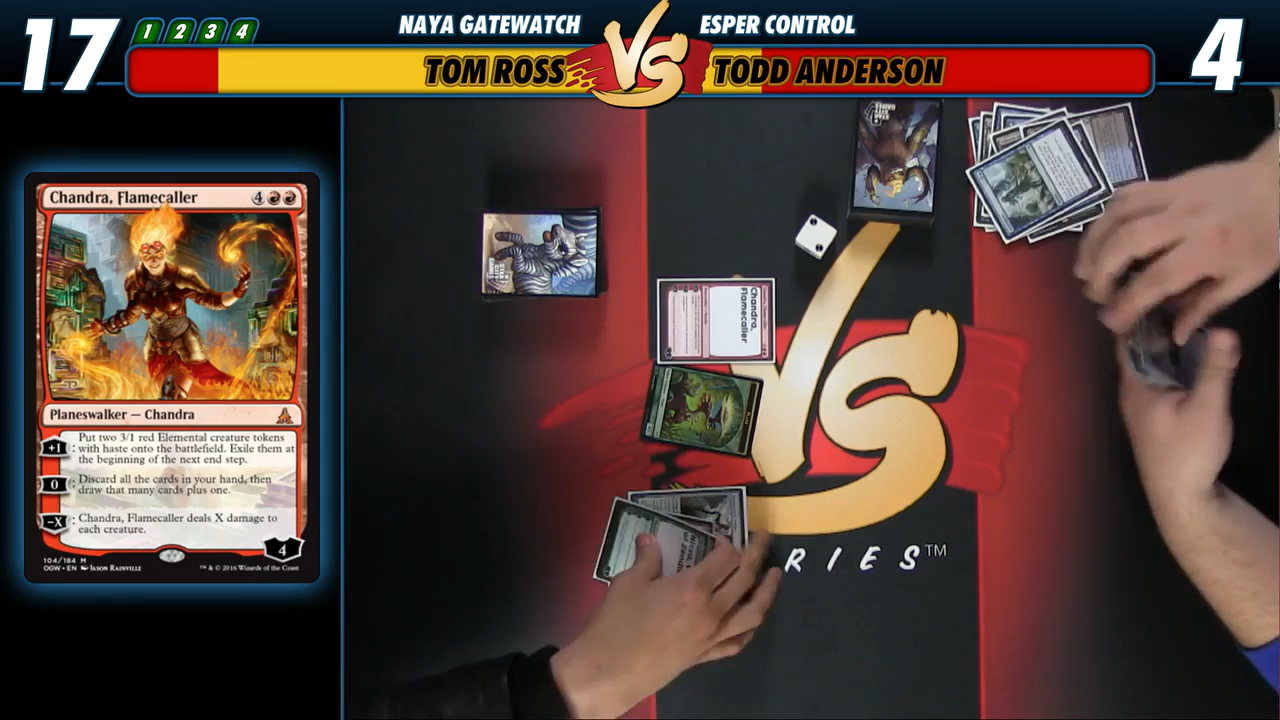 17
1 2 3 4
NAYA GATEWATCH
VS
ESPER CONTROL
4
TOM ROSS
TODD ANDERSON
Chandra, Flamecaller 4
Planeswalker — Chandra
+1: Put two 3/1 red Elemental creature tokens
with haste onto the battlefield. Exile them at
the beginning of the next end step.
0: Discard all the cards in your hand, then
draw that many cards plus one.
-X: Chandra, Flamecaller deals X damage to
each creature.
4
104/184 M
OGW • EN JASON RAINVILLE
™ & © 2016 Wizards of the Coast
Chandra,
Flamecaller
VS
RIES™